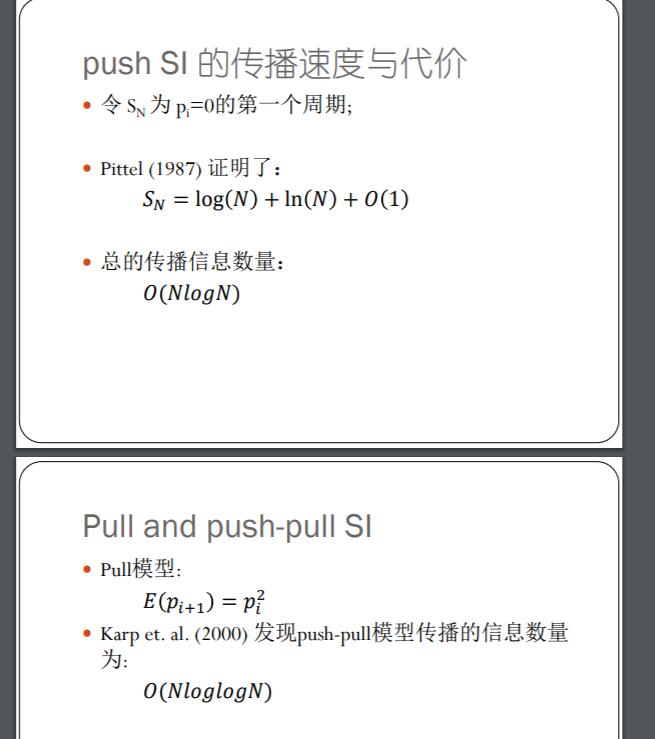 push SI 的传播速度与代价
• 令 S_N 为 p_i=0的第一个周期;
• Pittel (1987) 证明了：
S_N = log(N) + ln(N) + O(1)
• 总的传播信息数量：
O(NlogN)
Pull and push-pull SI
• Pull模型:
E(p_{i+1}) = p_i^2
• Karp et. al. (2000) 发现push-pull模型传播的信息数量
为:
O(NloglogN)